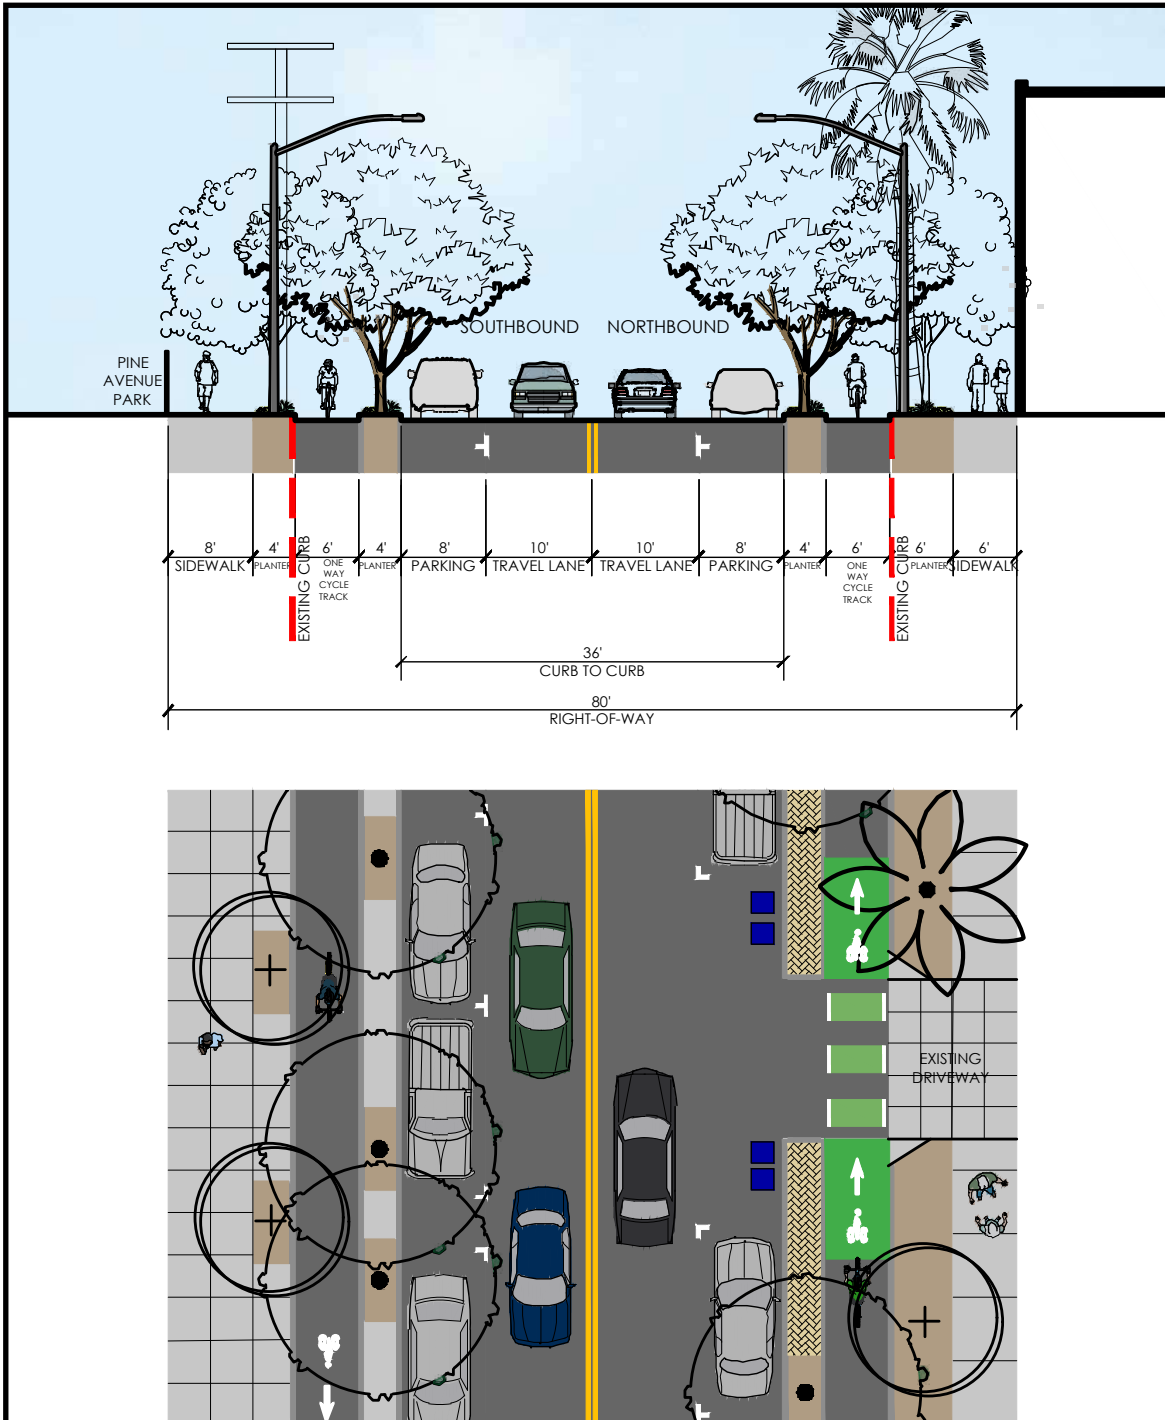 SOUTHBOUND NORTHBOUND
PINE
AVENUE
PARK
8' 4' 6' 4' 8' 10' 10' 8' 4' 6' 6' 6'
SIDEWALK PLANTER ONE PLANTER PARKING TRAVEL LANE TRAVEL LANE PARKING PLANTER ONE PLANTER SIDEWALK
WAY WAY
CYCLE CYCLE
TRACK TRACK
EXISTING CURB EXISTING CURB
36'
CURB TO CURB
80'
RIGHT-OF-WAY
EXISTING
DRIVEWAY